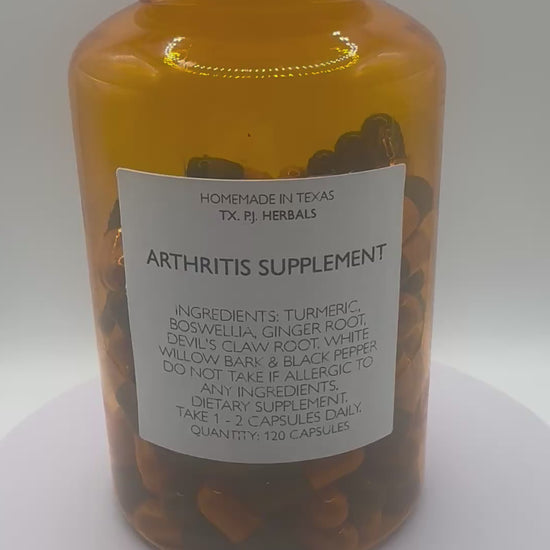 HOMEMADE IN TEXAS
TX. P.J. HERBALS
ARTHRITIS SUPPLEMENT
INGREDIENTS: TURMERIC,
BOSWELLIA, GINGER ROOT,
DEVIL'S CLAW ROOT, WHITE
WILLOW BARK & BLACK PEPPER
DO NOT TAKE IF ALLERGIC TO
ANY INGREDIENTS.
DIETARY SUPPLEMENT.
TAKE 1 - 2 CAPSULES DAILY.
QUANTITY: 120 CAPSULES